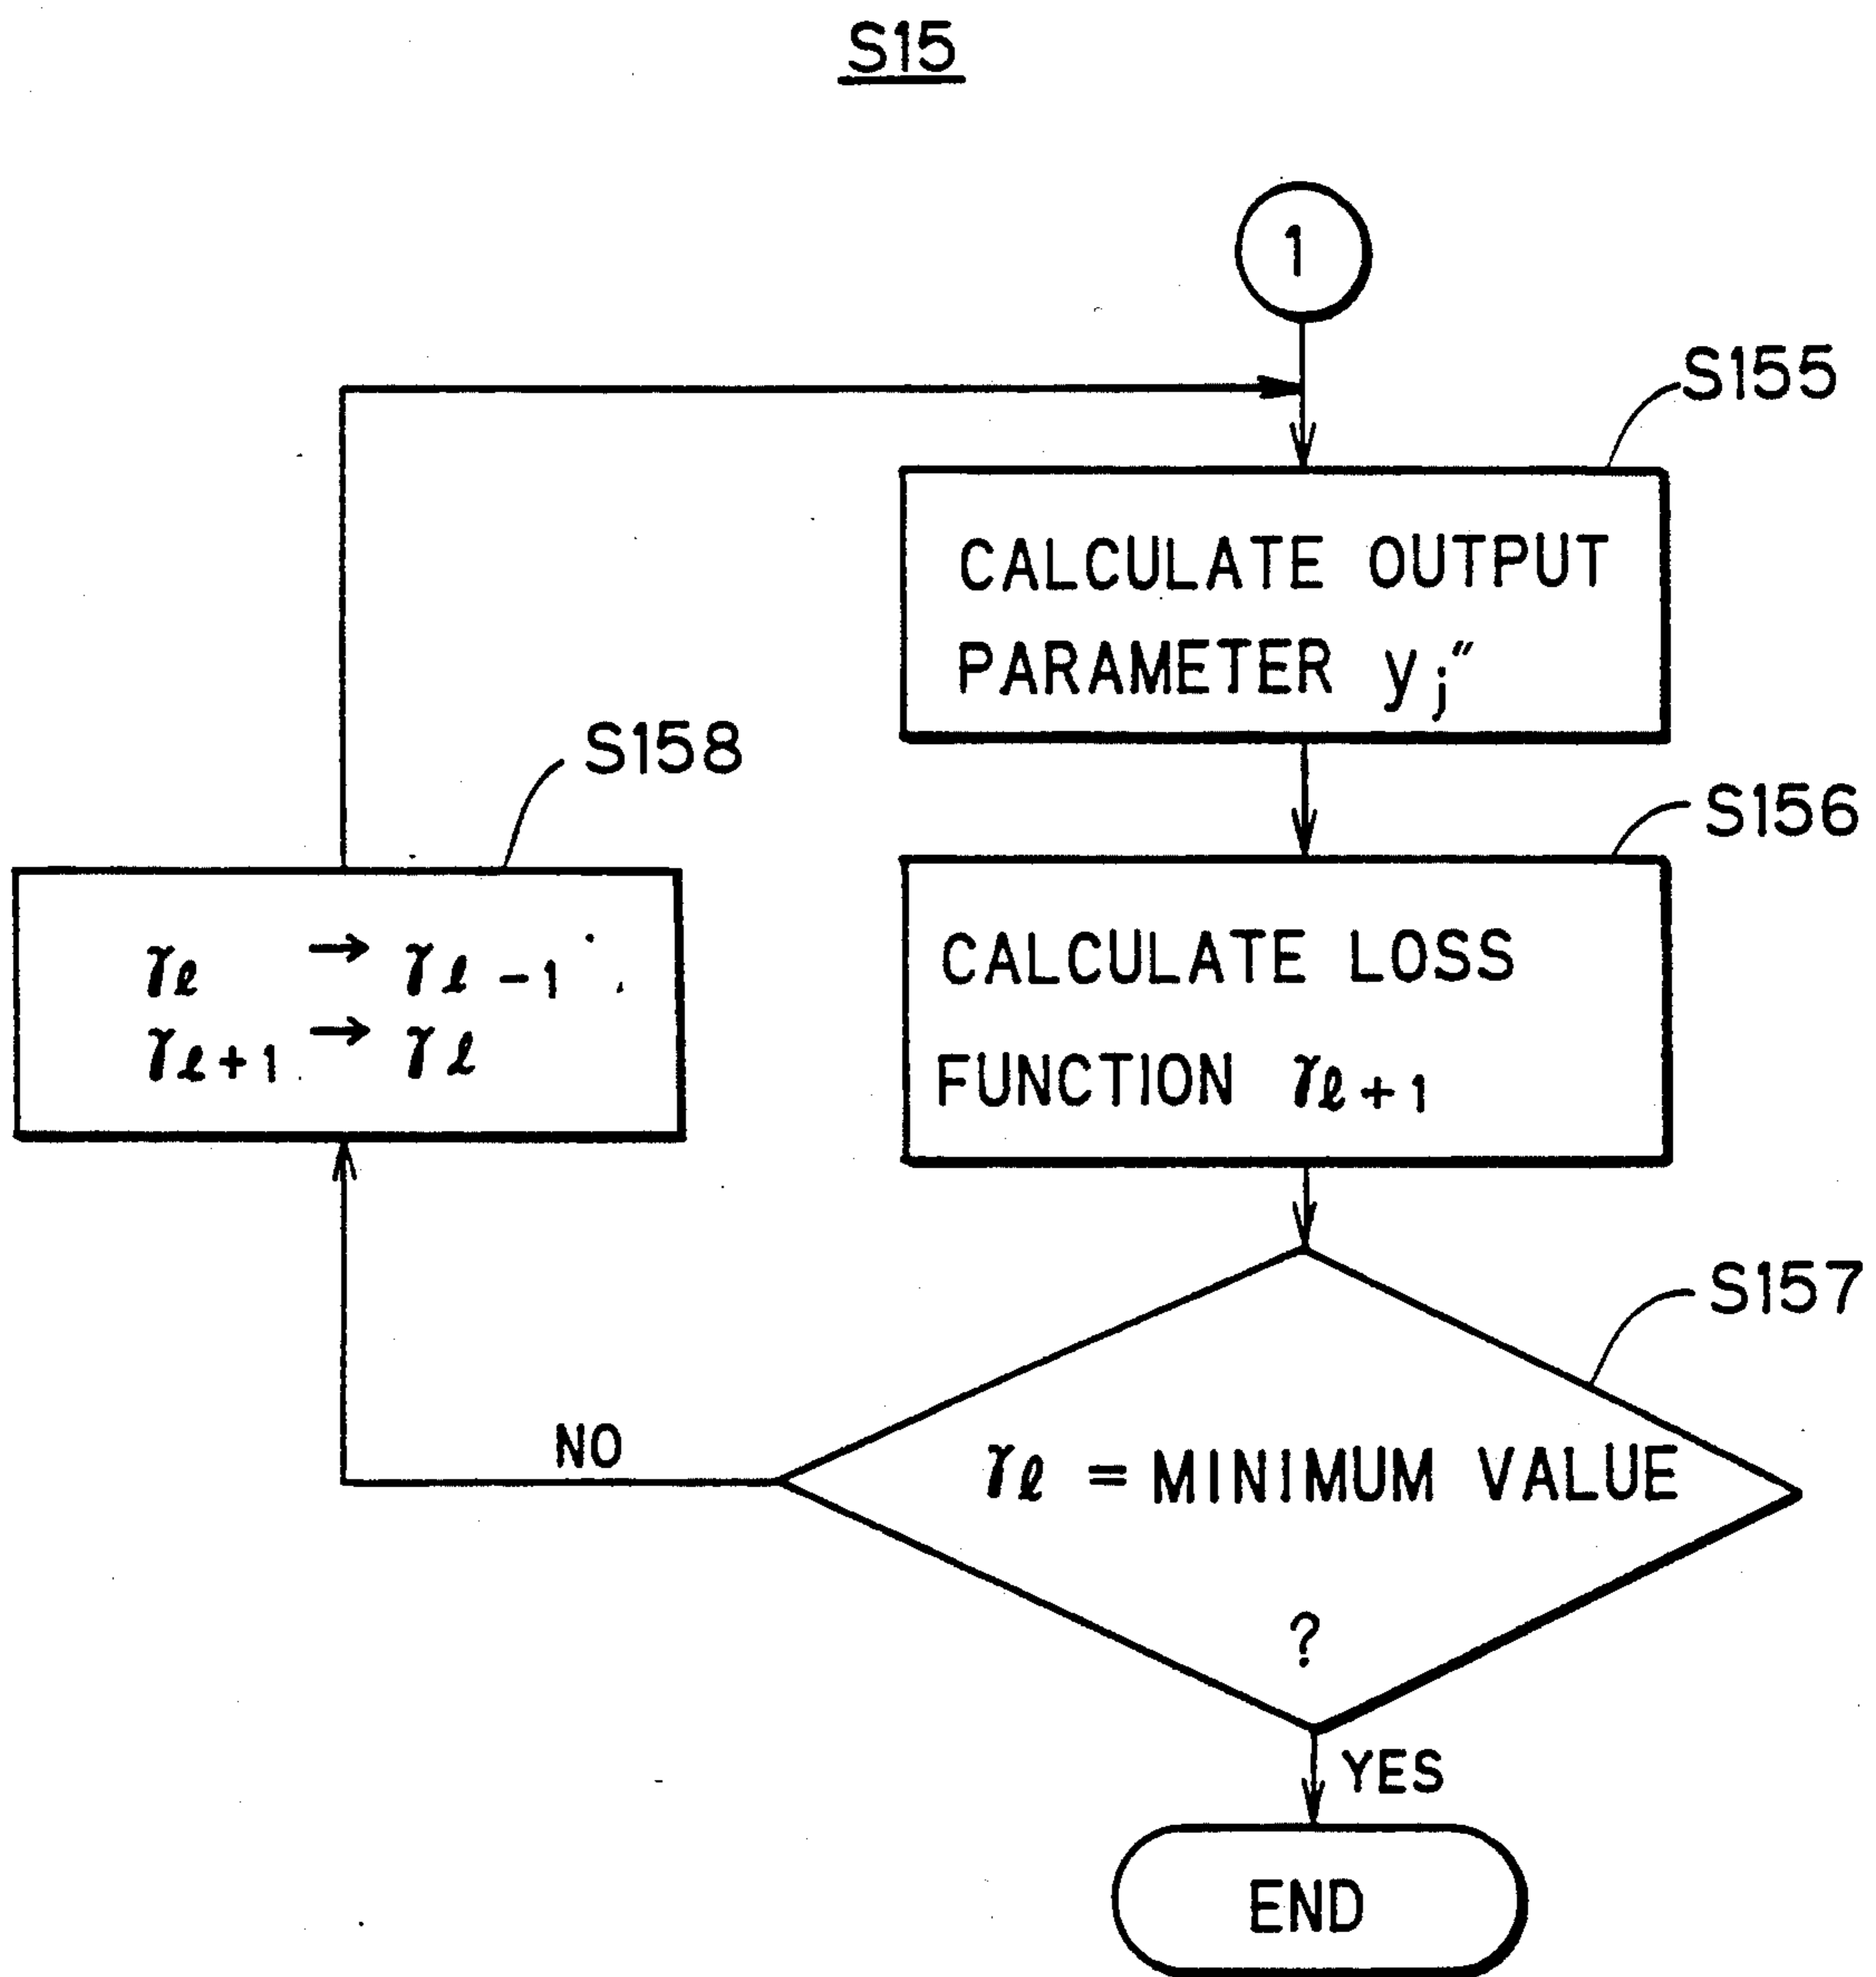 S15
1
S155
CALCULATE OUTPUT
PARAMETER yj″
S158
S156
γℓ → γℓ-1
γℓ+1 → γℓ
CALCULATE LOSS
FUNCTION γℓ+1
S157
NO
γℓ = MINIMUM VALUE
?
YES
END